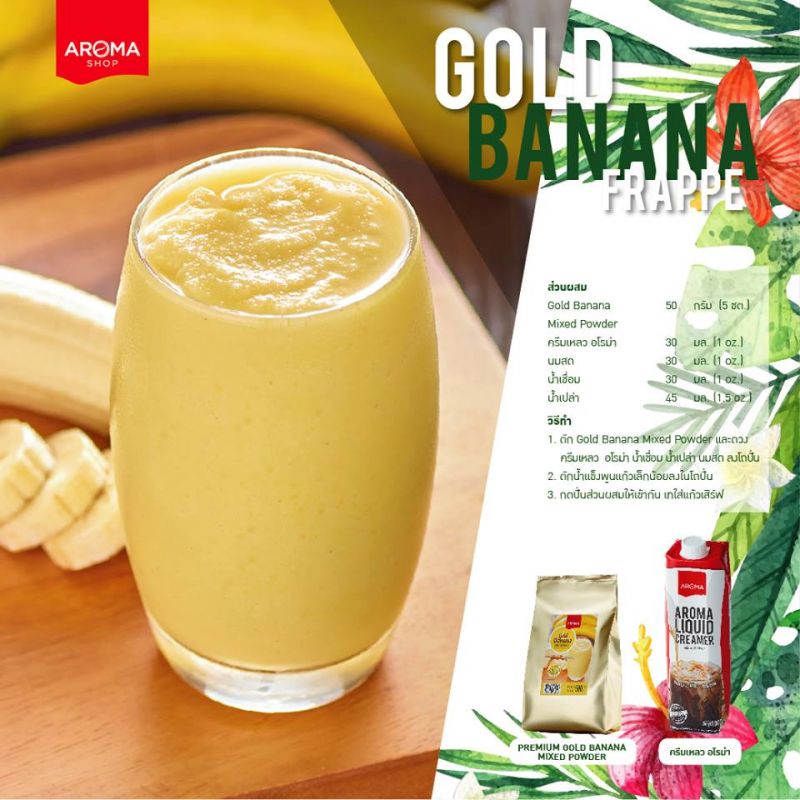 AROMA
SHOP
GOLD
BANANA
FRAPPE
ส่วนผสม
Gold Banana 50 กรัม (5 ชต.)
Mixed Powder
ครีมเหลว อโรม่า 30 มล. (1 oz.)
นมสด 30 มล. (1 oz.)
น้ำเชื่อม 30 มล. (1 oz.)
น้ำเปล่า 45 มล. (1.5 oz.)
วิธีทำ
1. ตัก Gold Banana Mixed Powder และตวง
ครีมเหลว อโรม่า น้ำเชื่อม น้ำเปล่า นมสด ลงโถปั่น
2. ตักน้ำแข็งพูนแก้วเล็กน้อยลงในโถปั่น
3. กดปั่นส่วนผสมให้เข้ากัน เทใส่แก้วเสิร์ฟ
AROMA
AROMA
LIQUID
CREAMER
Gold
Banana
PREMIUM GOLD BANANA
MIXED POWDER
ครีมเหลว อโรม่า